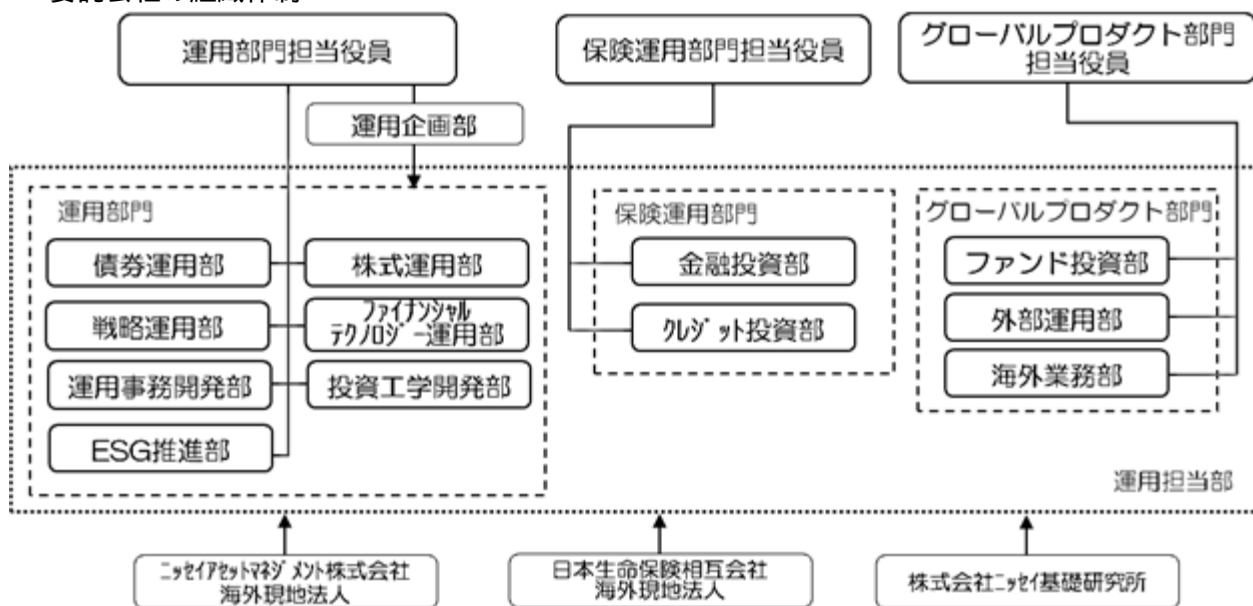 運用部門担当役員
保険運用部門担当役員
グローバルプロダクト部門
担当役員
運用企画部
運用部門
債券運用部
株式運用部
戦略運用部
ファイナンシャル
テクノロジー運用部
運用事務開発部
投資工学開発部
ESG推進部
保険運用部門
金融投資部
クレジット投資部
グローバルプロダクト部門
ファンド投資部
外部運用部
海外業務部
運用担当部
ニッセイアセットマネジメント株式会社
海外現地法人
日本生命保険相互会社
海外現地法人
株式会社ニッセイ基礎研究所